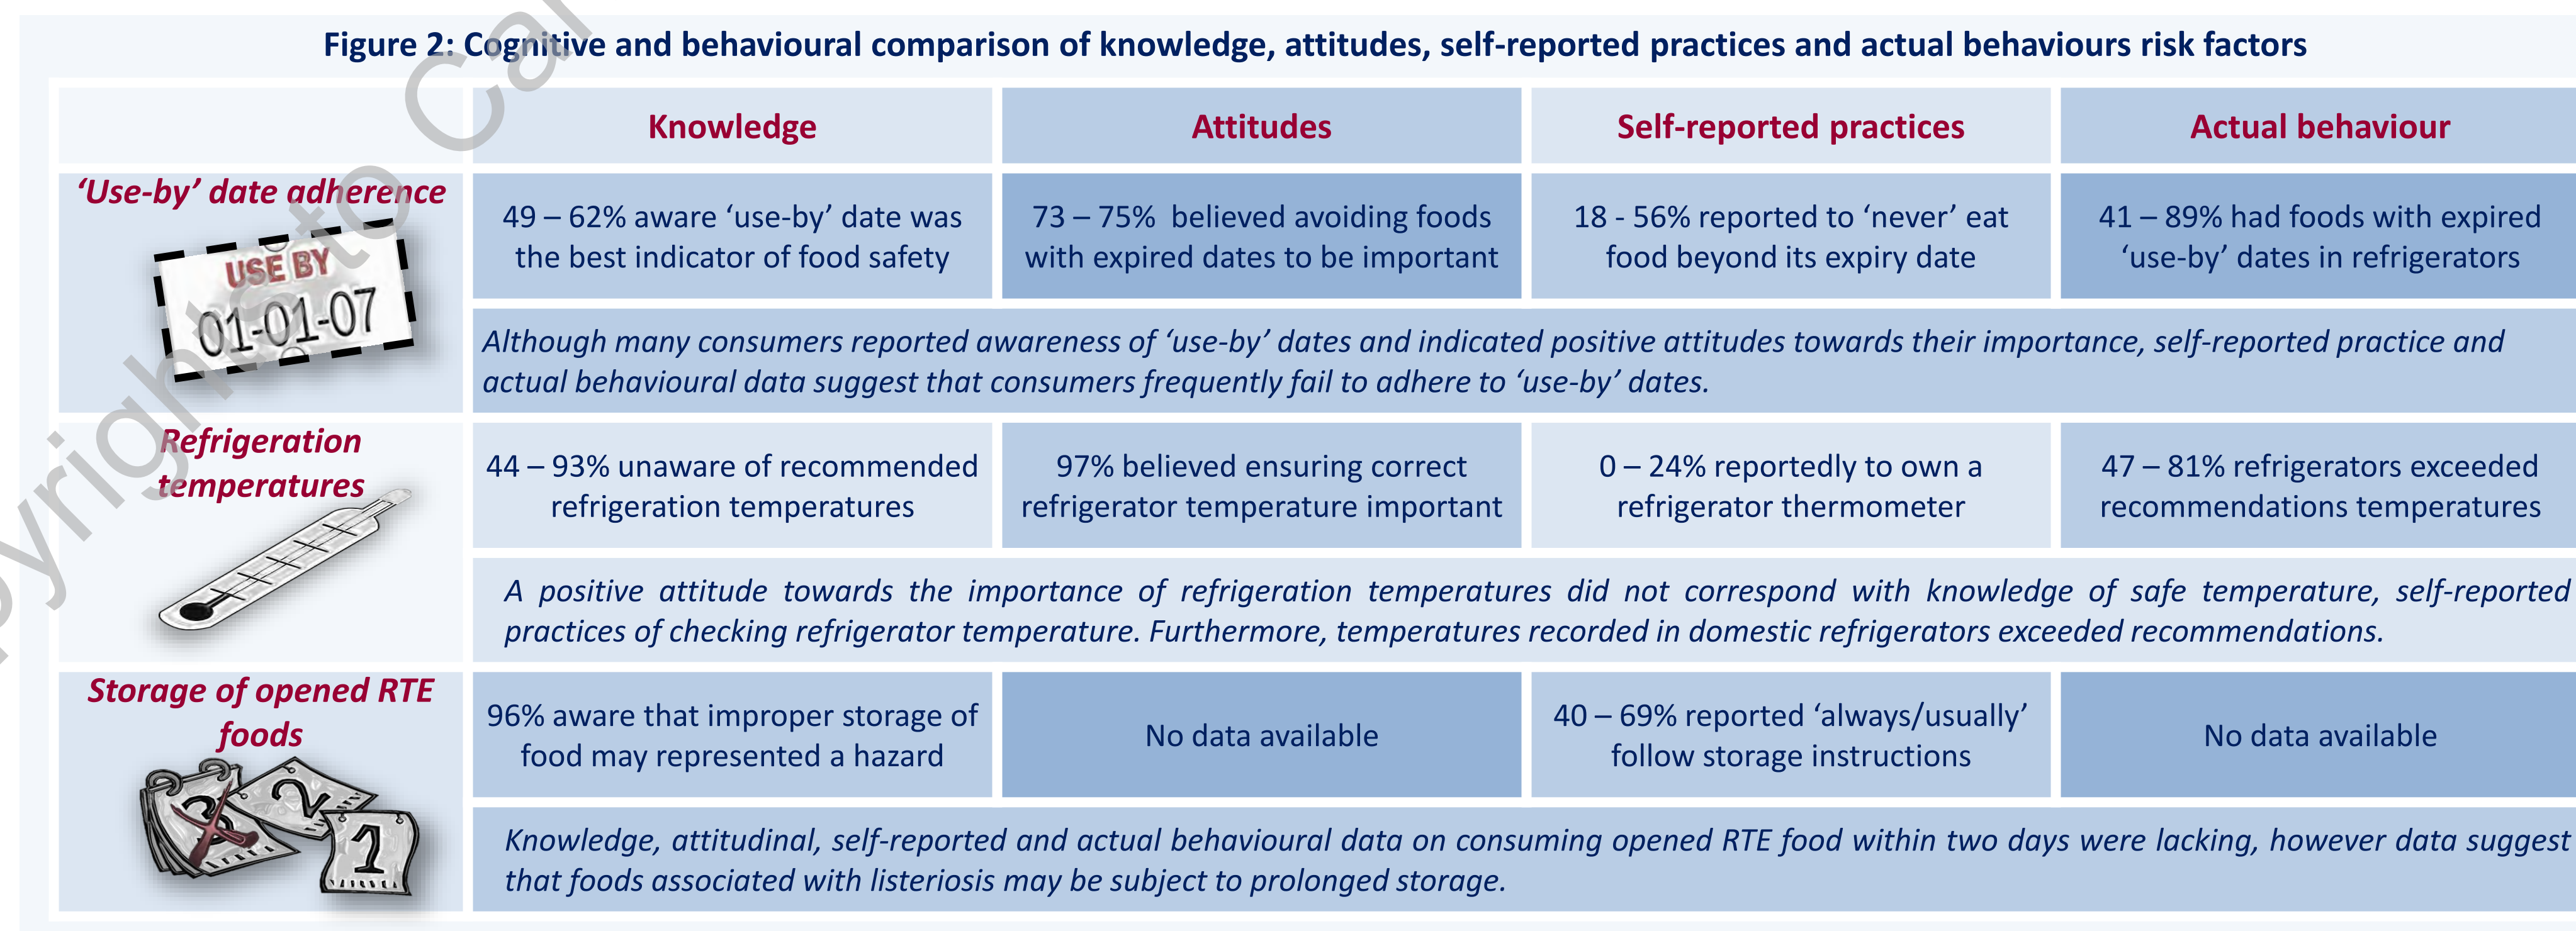 Figure 2: Cognitive and behavioural comparison of knowledge, attitudes, self-reported practices and actual behaviours risk factors
Knowledge
Attitudes
Self-reported practices
Actual behaviour
‘Use-by’ date adherence
USE BY
01-01-07
49 – 62% aware ‘use-by’ date was
the best indicator of food safety
73 – 75% believed avoiding foods
with expired dates to be important
18 - 56% reported to ‘never’ eat
food beyond its expiry date
41 – 89% had foods with expired
‘use-by’ dates in refrigerators
Although many consumers reported awareness of ‘use-by’ dates and indicated positive attitudes towards their importance, self-reported practice and
actual behavioural data suggest that consumers frequently fail to adhere to ‘use-by’ dates.
Refrigeration
temperatures
44 – 93% unaware of recommended
refrigeration temperatures
97% believed ensuring correct
refrigerator temperature important
0 – 24% reportedly to own a
refrigerator thermometer
47 – 81% refrigerators exceeded
recommendations temperatures
A positive attitude towards the importance of refrigeration temperatures did not correspond with knowledge of safe temperature, self-reported
practices of checking refrigerator temperature. Furthermore, temperatures recorded in domestic refrigerators exceeded recommendations.
Storage of opened RTE
foods
3
2
1
96% aware that improper storage of
food may represented a hazard
No data available
40 – 69% reported ‘always/usually’
follow storage instructions
No data available
Knowledge, attitudinal, self-reported and actual behavioural data on consuming opened RTE food within two days were lacking, however data suggest
that foods associated with listeriosis may be subject to prolonged storage.